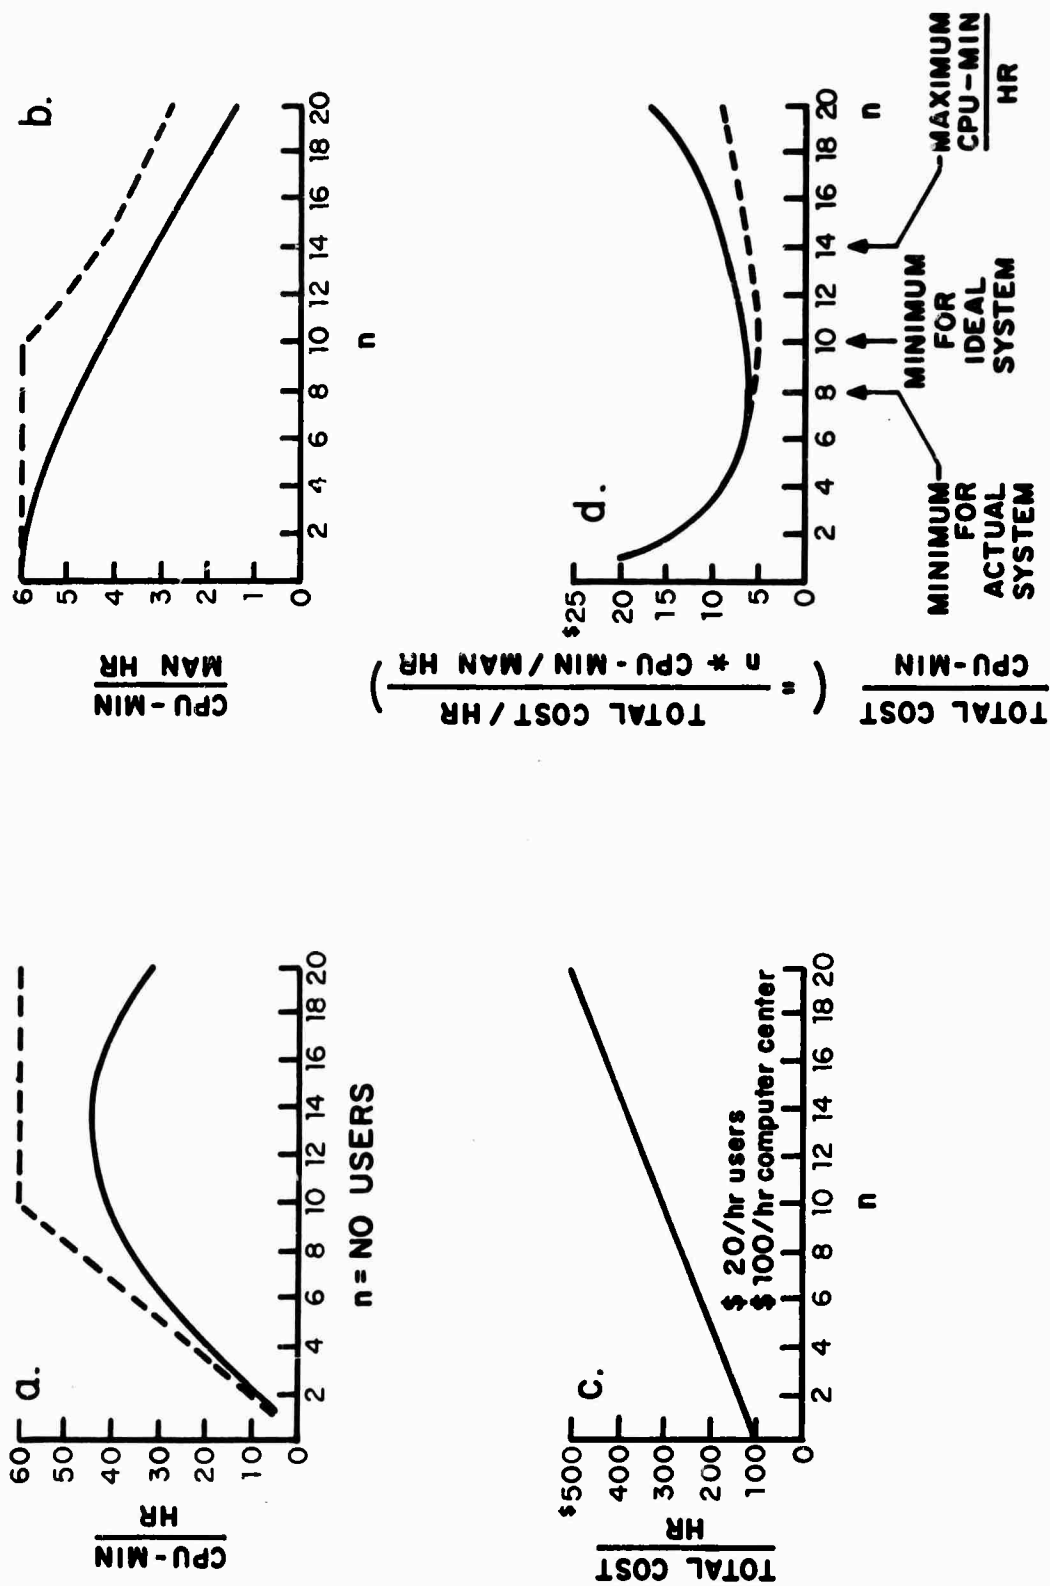 a.
CPU-MIN
HR
60
50
40
30
20
10
0
2 4 6 8 10 12 14 16 18 20
n = NO USERS
b.
CPU-MIN
MAN HR
6
5
4
3
2
1
0
2 4 6 8 10 12 14 16 18 20
n
c.
TOTAL COST
HR
$500
400
300
200
100
0
$ 20/hr users
$ 100/hr computer center
2 4 6 8 10 12 14 16 18 20
n
d.
TOTAL COST
CPU-MIN
( = TOTAL COST / HR
n * CPU-MIN / MAN HR )
$25
20
15
10
5
0
2 4 6 8 10 12 14 16 18 20
n
MINIMUM
FOR
ACTUAL
SYSTEM
MINIMUM
FOR
IDEAL
SYSTEM
MAXIMUM
CPU-MIN
HR